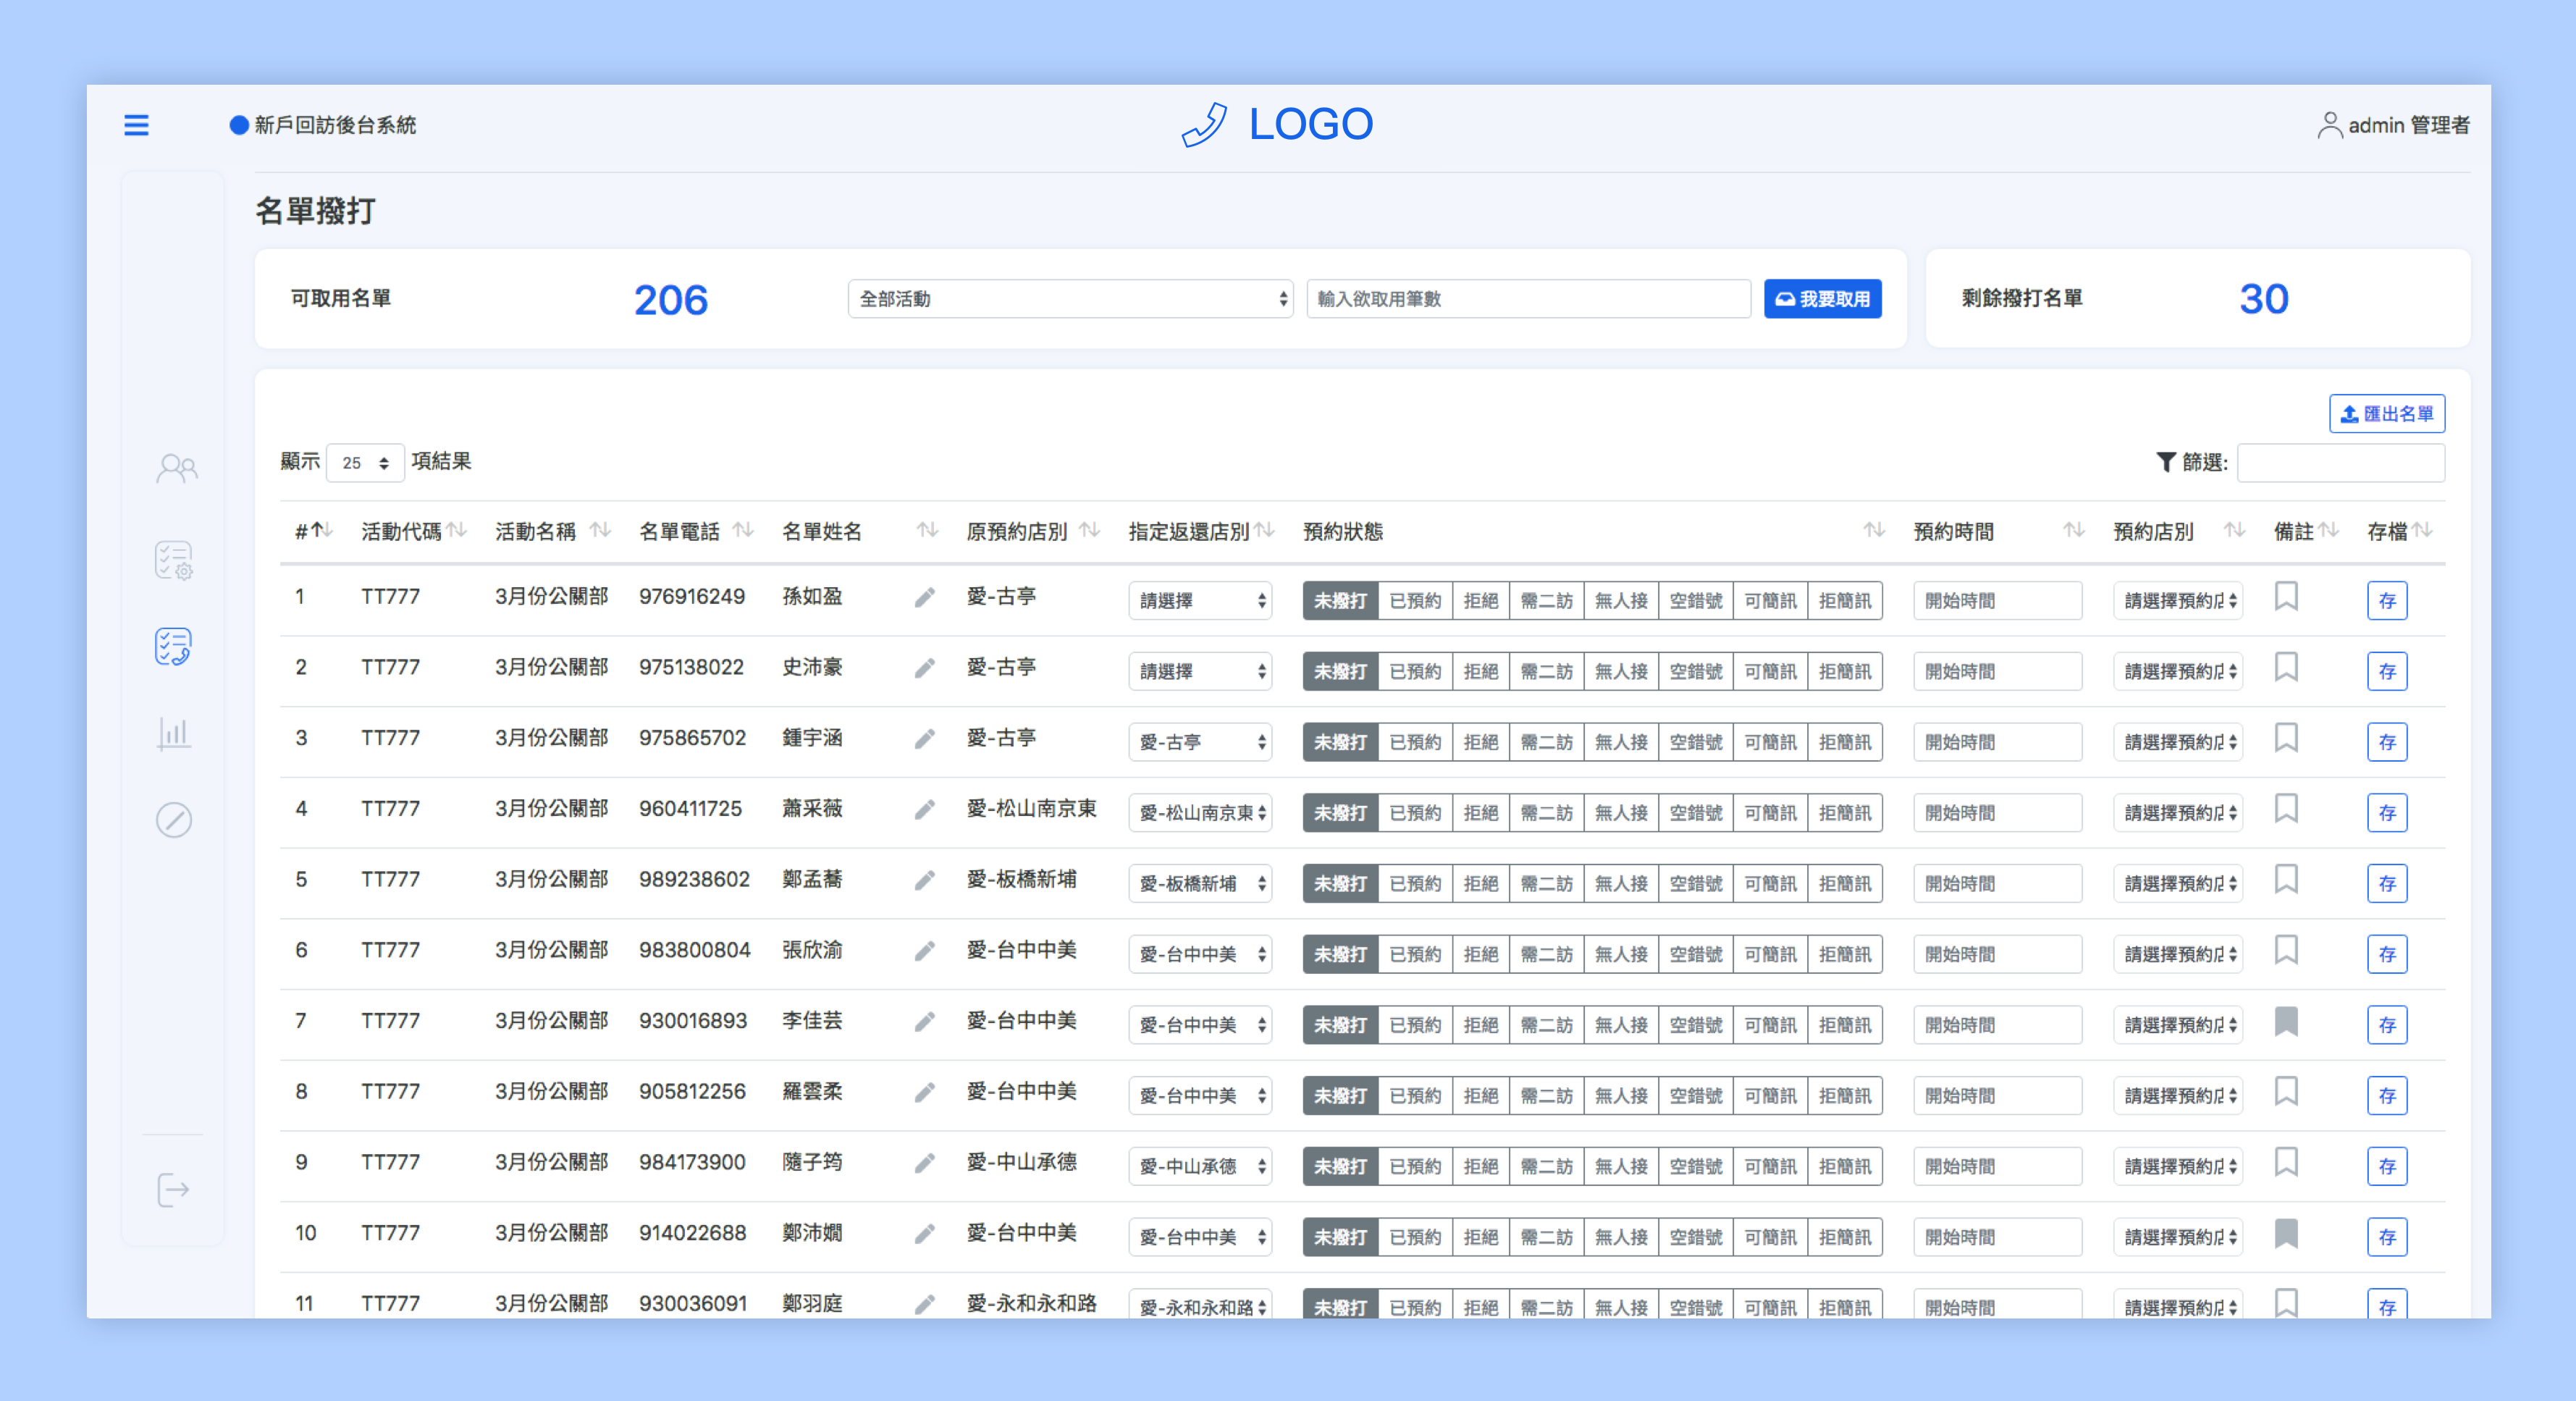 新戶回訪後台系統
LOGO
admin 管理者
名單撥打
可取用名單 206 全部活動 輸入欲取用筆數 我要取用 剩餘撥打名單 30
匯出名單
顯示 25 項結果 篩選:
# 活動代碼 活動名稱 名單電話 名單姓名 原預約店別 指定返還店別 預約狀態 預約時間 預約店別 備註 存檔
1 TT777 3月份公關部 976916249 孫如盈 愛-古亭 請選擇 未撥打 已預約 拒絕 需二訪 無人接 空錯號 可簡訊 拒簡訊 開始時間 請選擇預約 存
2 TT777 3月份公關部 975138022 史沛豪 愛-古亭 請選擇 未撥打 已預約 拒絕 需二訪 無人接 空錯號 可簡訊 拒簡訊 開始時間 請選擇預約 存
3 TT777 3月份公關部 975865702 鍾宇涵 愛-古亭 愛-古亭 未撥打 已預約 拒絕 需二訪 無人接 空錯號 可簡訊 拒簡訊 開始時間 請選擇預約 存
4 TT777 3月份公關部 960411725 蕭采薇 愛-松山南京東 愛-松山南京東 未撥打 已預約 拒絕 需二訪 無人接 空錯號 可簡訊 拒簡訊 開始時間 請選擇預約 存
5 TT777 3月份公關部 989238602 鄭孟蕎 愛-板橋新埔 愛-板橋新埔 未撥打 已預約 拒絕 需二訪 無人接 空錯號 可簡訊 拒簡訊 開始時間 請選擇預約 存
6 TT777 3月份公關部 983800804 張欣渝 愛-台中中美 愛-台中中美 未撥打 已預約 拒絕 需二訪 無人接 空錯號 可簡訊 拒簡訊 開始時間 請選擇預約 存
7 TT777 3月份公關部 930016893 李佳芸 愛-台中中美 愛-台中中美 未撥打 已預約 拒絕 需二訪 無人接 空錯號 可簡訊 拒簡訊 開始時間 請選擇預約 存
8 TT777 3月份公關部 905812256 羅雲柔 愛-台中中美 愛-台中中美 未撥打 已預約 拒絕 需二訪 無人接 空錯號 可簡訊 拒簡訊 開始時間 請選擇預約 存
9 TT777 3月份公關部 984173900 隨子筠 愛-中山承德 愛-中山承德 未撥打 已預約 拒絕 需二訪 無人接 空錯號 可簡訊 拒簡訊 開始時間 請選擇預約 存
10 TT777 3月份公關部 914022688 鄭沛嫺 愛-台中中美 愛-台中中美 未撥打 已預約 拒絕 需二訪 無人接 空錯號 可簡訊 拒簡訊 開始時間 請選擇預約 存
11 TT777 3月份公關部 930036091 鄭羽庭 愛-永和永和路 愛-永和永和路 未撥打 已預約 拒絕 需二訪 無人接 空錯號 可簡訊 拒簡訊 開始時間 請選擇預約 存